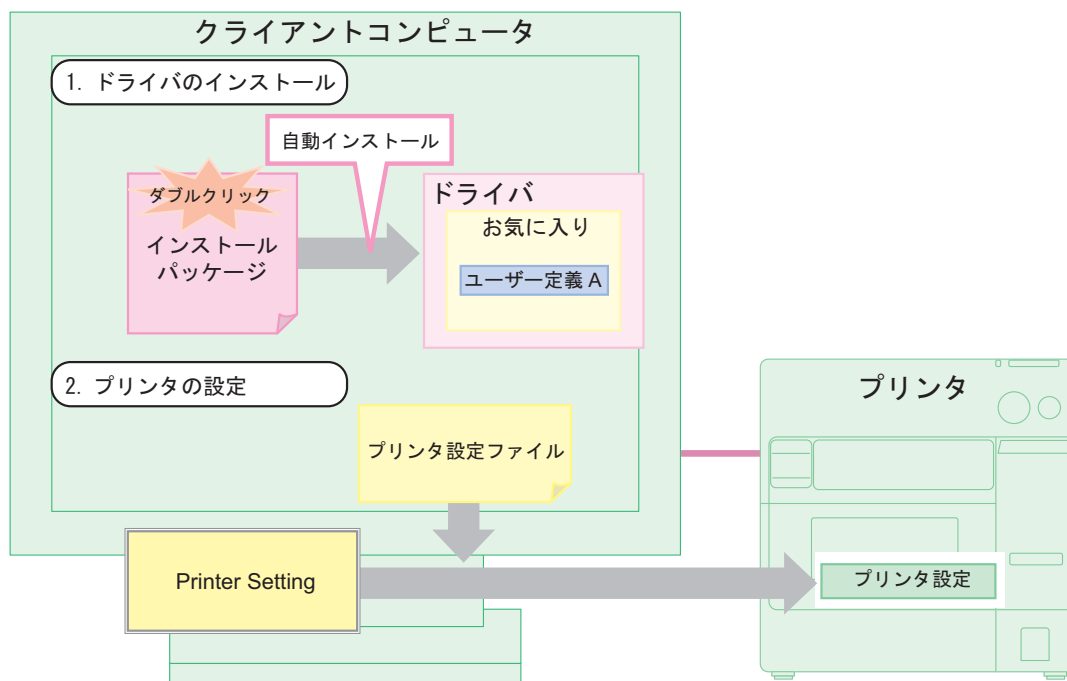 クライアントコンピュータ
1. ドライバのインストール
自動インストール
ダブルクリック
インストール
パッケージ
ドライバ
お気に入り
ユーザー定義 A
2. プリンタの設定
プリンタ設定ファイル
Printer Setting
プリンタ
プリンタ設定